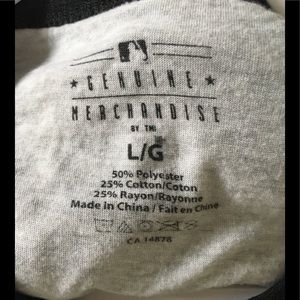 ★ GENUINE ★
MERCHANDISE
BY TMI
L/G
50% Polyester
25% Cotton/Coton
25% Rayon/Rayonne
Made in China / Fait en Chine
CA 14878